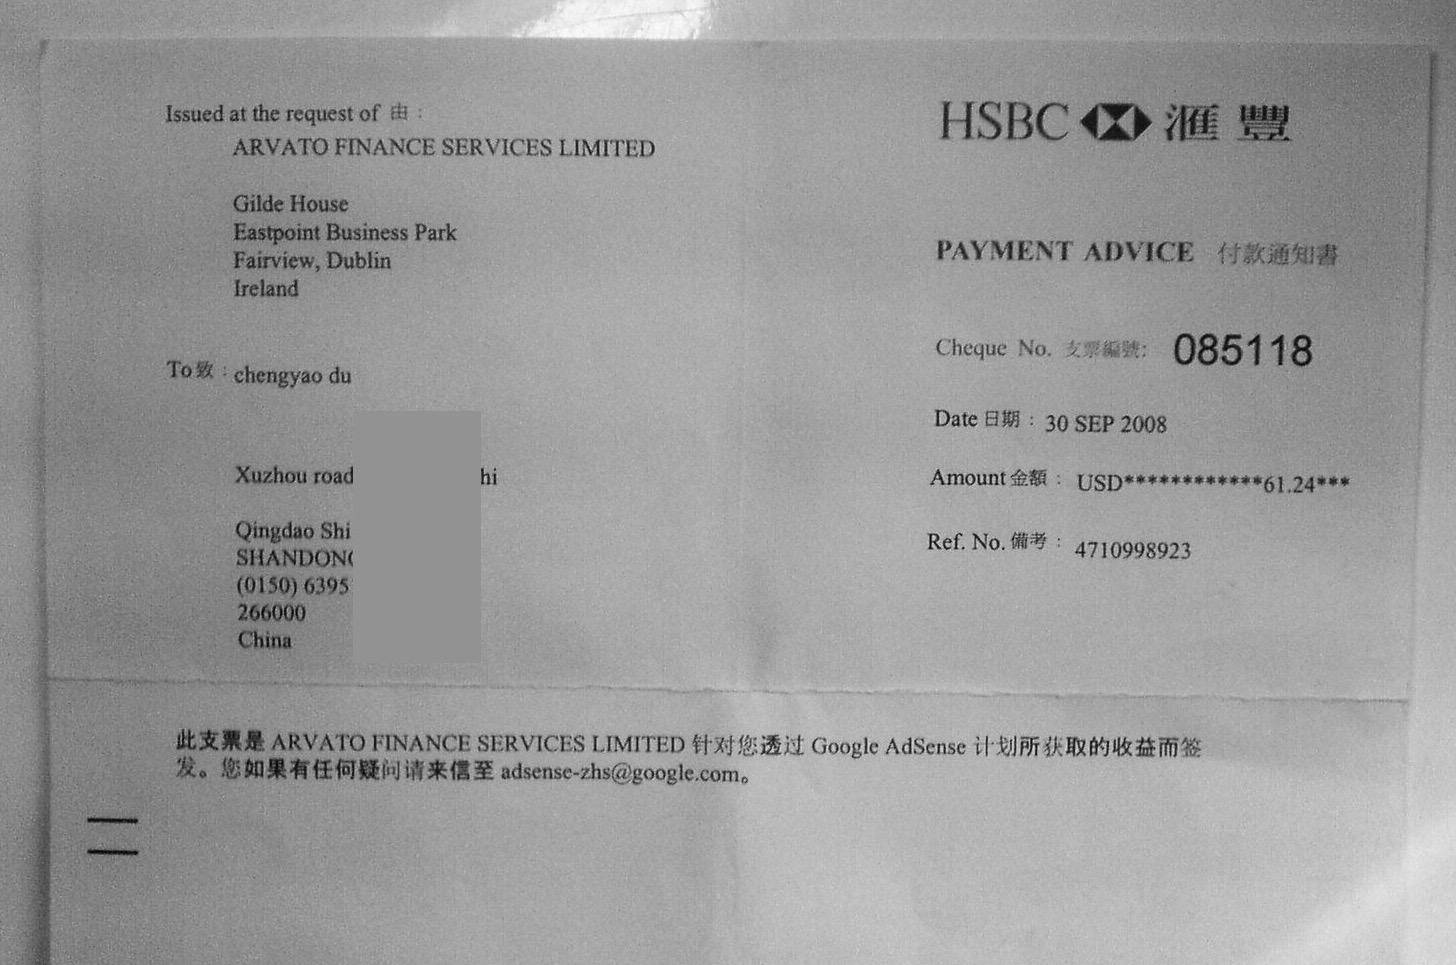 Issued at the request of 由：
ARVATO FINANCE SERVICES LIMITED
Gilde House
Eastpoint Business Park
Fairview, Dublin
Ireland
To致：chengyao du
Xuzhou road hi
Qingdao Shi
SHANDONG
(0150) 6395
266000
China
HSBC 滙豐
PAYMENT ADVICE 付款通知書
Cheque No. 支票編號: 085118
Date 日期： 30 SEP 2008
Amount 金額： USD************61.24***
Ref. No. 備考： 4710998923
此支票是 ARVATO FINANCE SERVICES LIMITED 针对您透过 Google AdSense 计划所获取的收益而签
发。您如果有任何疑问请来信至 adsense-zhs@google.com。